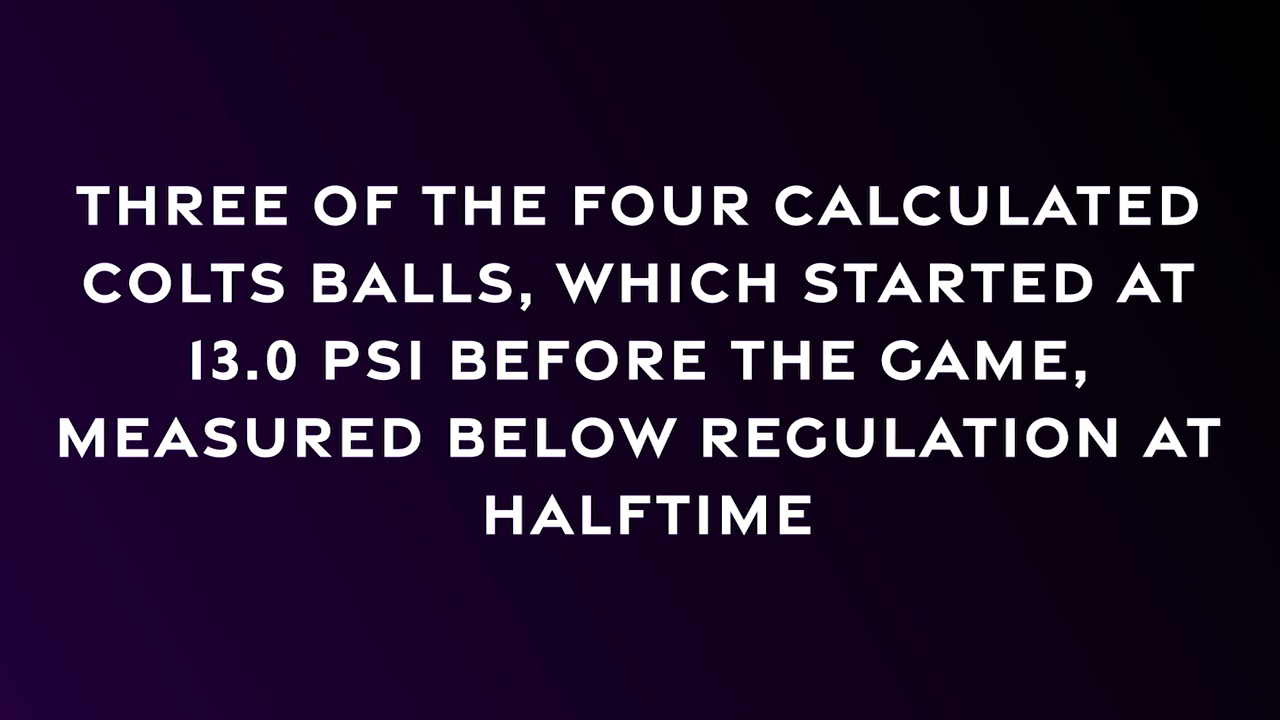 THREE OF THE FOUR CALCULATED
COLTS BALLS, WHICH STARTED AT
13.0 PSI BEFORE THE GAME,
MEASURED BELOW REGULATION AT
HALFTIME